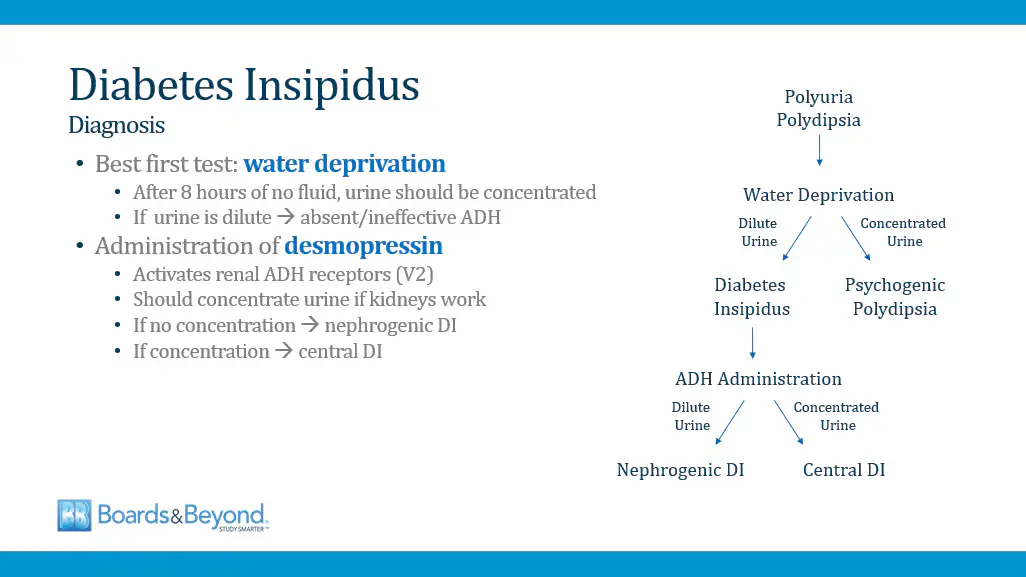 Diabetes Insipidus
Diagnosis
• Best first test: water deprivation
• After 8 hours of no fluid, urine should be concentrated
• If urine is dilute → absent/ineffective ADH
• Administration of desmopressin
• Activates renal ADH receptors (V2)
• Should concentrate urine if kidneys work
• If no concentration → nephrogenic DI
• If concentration → central DI
Polyuria
Polydipsia
Water Deprivation
Dilute
Urine
Concentrated
Urine
Diabetes
Insipidus
Psychogenic
Polydipsia
ADH Administration
Dilute
Urine
Concentrated
Urine
Nephrogenic DI
Central DI
BB
Boards&Beyond
STUDY SMARTER™